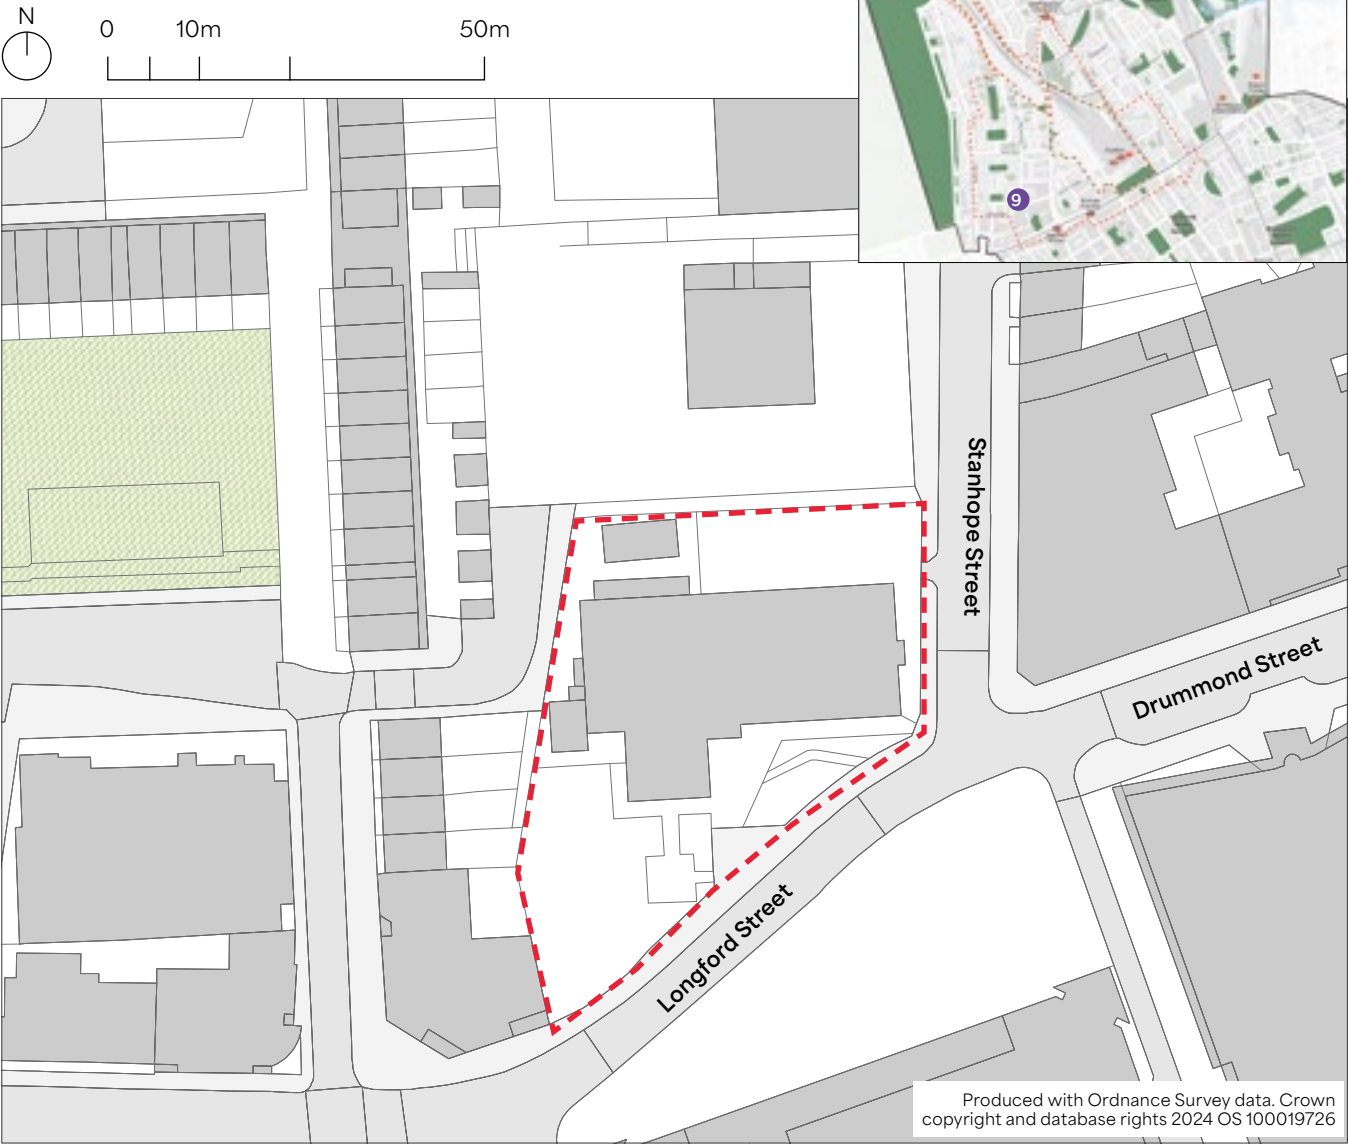 N
0 10m 50m
9
Stanhope Street
Drummond Street
Longford Street
Produced with Ordnance Survey data. Crown
copyright and database rights 2024 OS 100019726